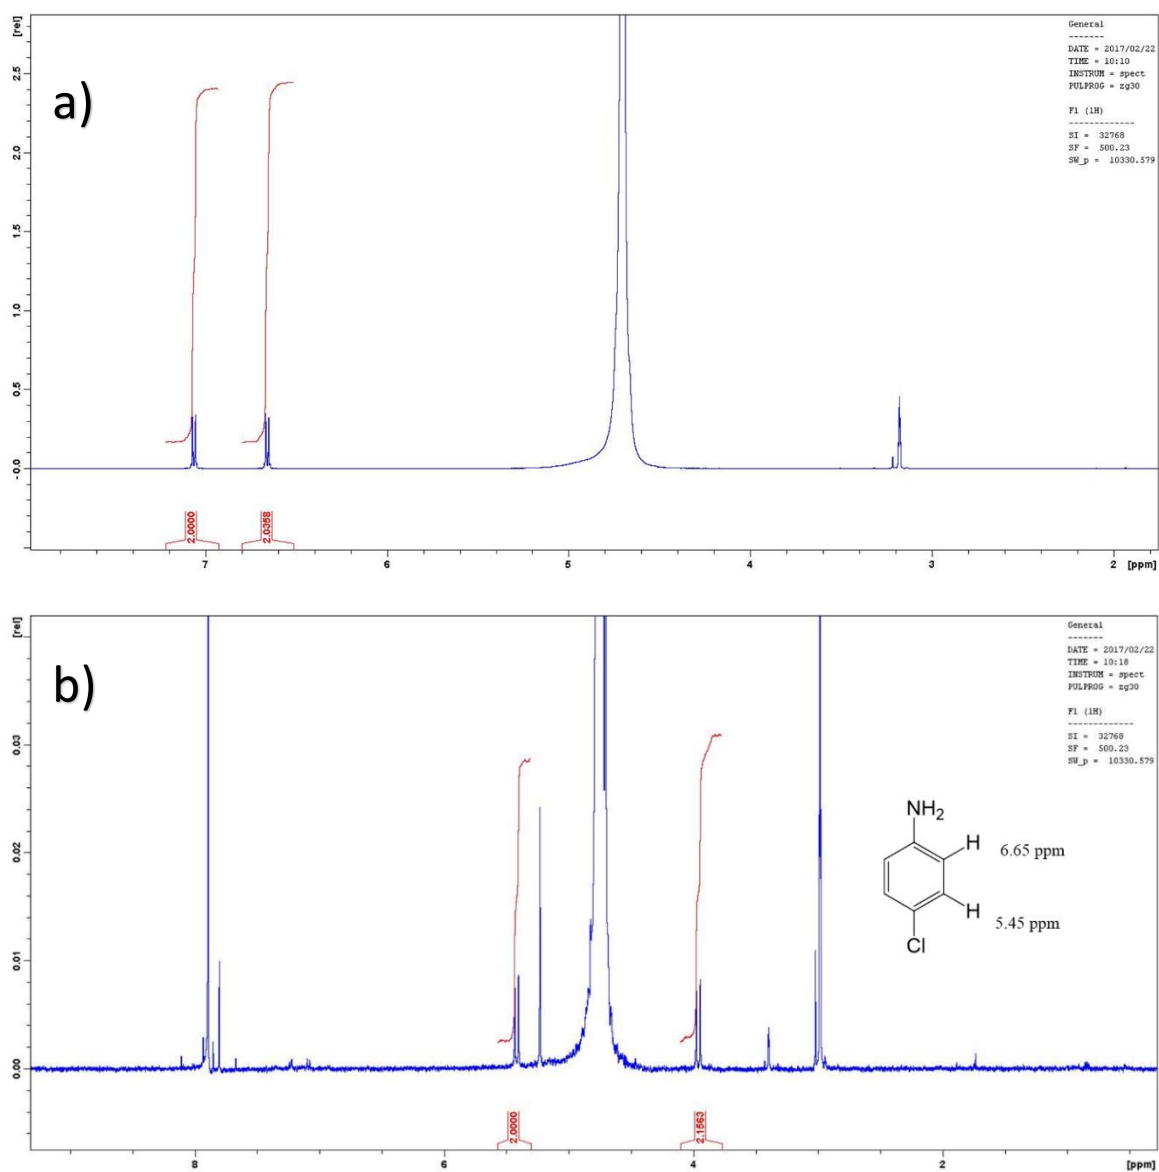 [rel]
General
-------
DATE = 2017/02/22
TIME = 10:10
INSTRUM = spect
PULPROG = zg30
F1 (1H)
-------------
SI = 32768
SF = 500.23
SW_p = 10330.579
a)
2.5
2.0
1.5
1.0
0.5
-0.0
2.0000
2.0358
7
6
5
4
3
2
[ppm]
[rel]
General
-------
DATE = 2017/02/22
TIME = 10:18
INSTRUM = spect
PULPROG = zg30
F1 (1H)
-------------
SI = 32768
SF = 500.23
SW_p = 10330.579
b)
0.03
0.02
0.01
0.00
NH2
H
6.65 ppm
H
5.45 ppm
Cl
2.0000
2.1563
8
6
4
2
[ppm]